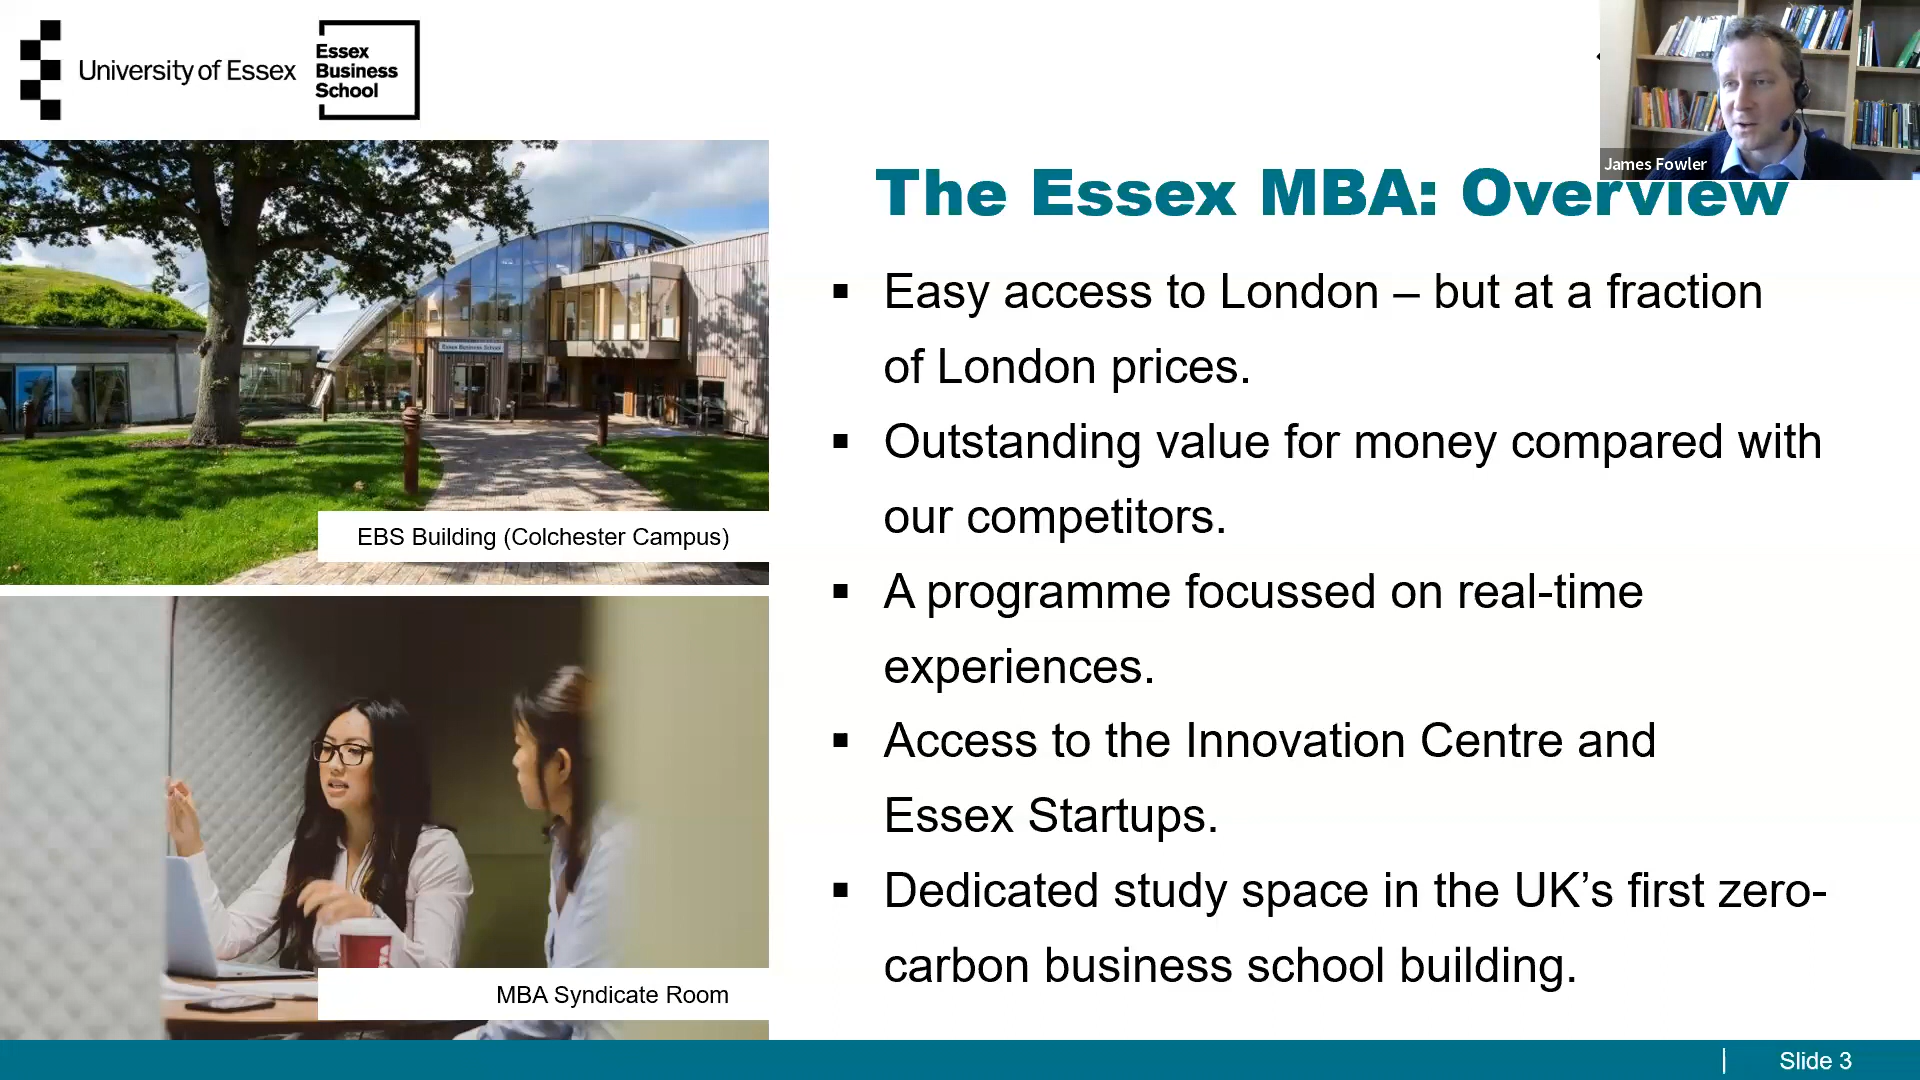 University of Essex
Essex
Business
School
James Fowler
The Essex MBA: Overview
▪ Easy access to London – but at a fraction
of London prices.
▪ Outstanding value for money compared with
our competitors.
▪ A programme focussed on real-time
experiences.
▪ Access to the Innovation Centre and
Essex Startups.
▪ Dedicated study space in the UK’s first zero-
carbon business school building.
Essex Business School
EBS Building (Colchester Campus)
MBA Syndicate Room
Slide 3